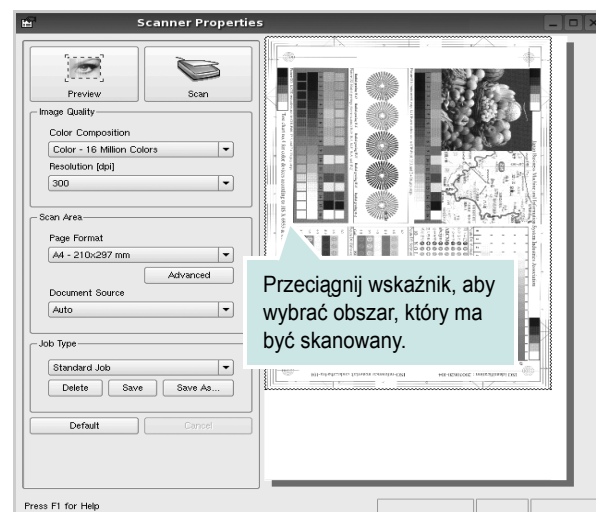 Scanner Properties
Preview
Scan
Image Quality
Color Composition
Color - 16 Million Colors
Resolution [dpi]
300
Scan Area
Page Format
A4 - 210x297 mm
Advanced
Document Source
Auto
Job Type
Standard Job
Delete
Save
Save As...
Default
Cancel
Press F1 for Help
Przeciągnij wskaźnik, aby
wybrać obszar, który ma
być skanowany.